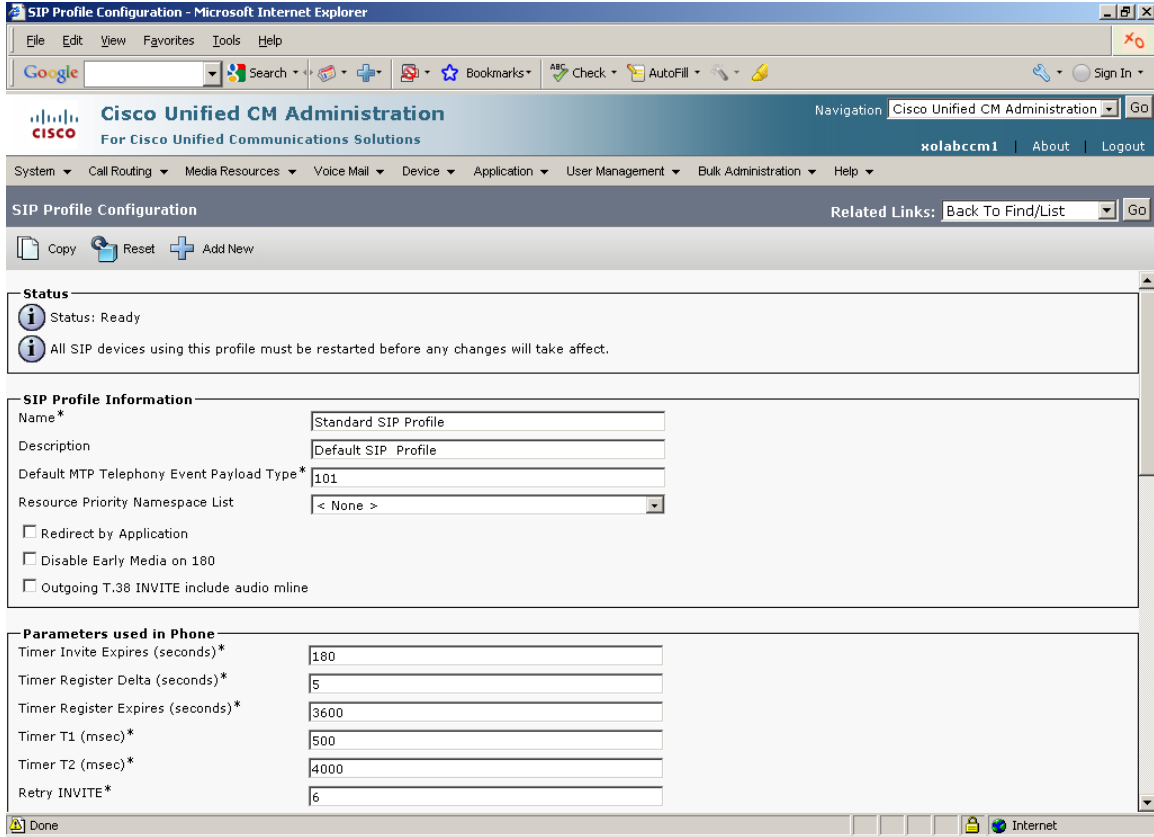 SIP Profile Configuration - Microsoft Internet Explorer
File Edit View Favorites Tools Help
Google Search Bookmarks Check AutoFill Sign In
CISCO
Cisco Unified CM Administration
For Cisco Unified Communications Solutions
Navigation Cisco Unified CM Administration Go
xolabccm1 | About | Logout
System Call Routing Media Resources Voice Mail Device Application User Management Bulk Administration Help
SIP Profile Configuration
Related Links: Back To Find/List Go
Copy Reset Add New
Status
Status: Ready
All SIP devices using this profile must be restarted before any changes will take affect.
SIP Profile Information
Name* Standard SIP Profile
Description Default SIP  Profile
Default MTP Telephony Event Payload Type* 101
Resource Priority Namespace List < None >
Redirect by Application
Disable Early Media on 180
Outgoing T.38 INVITE include audio mline
Parameters used in Phone
Timer Invite Expires (seconds)* 180
Timer Register Delta (seconds)* 5
Timer Register Expires (seconds)* 3600
Timer T1 (msec)* 500
Timer T2 (msec)* 4000
Retry INVITE* 6
Done Internet